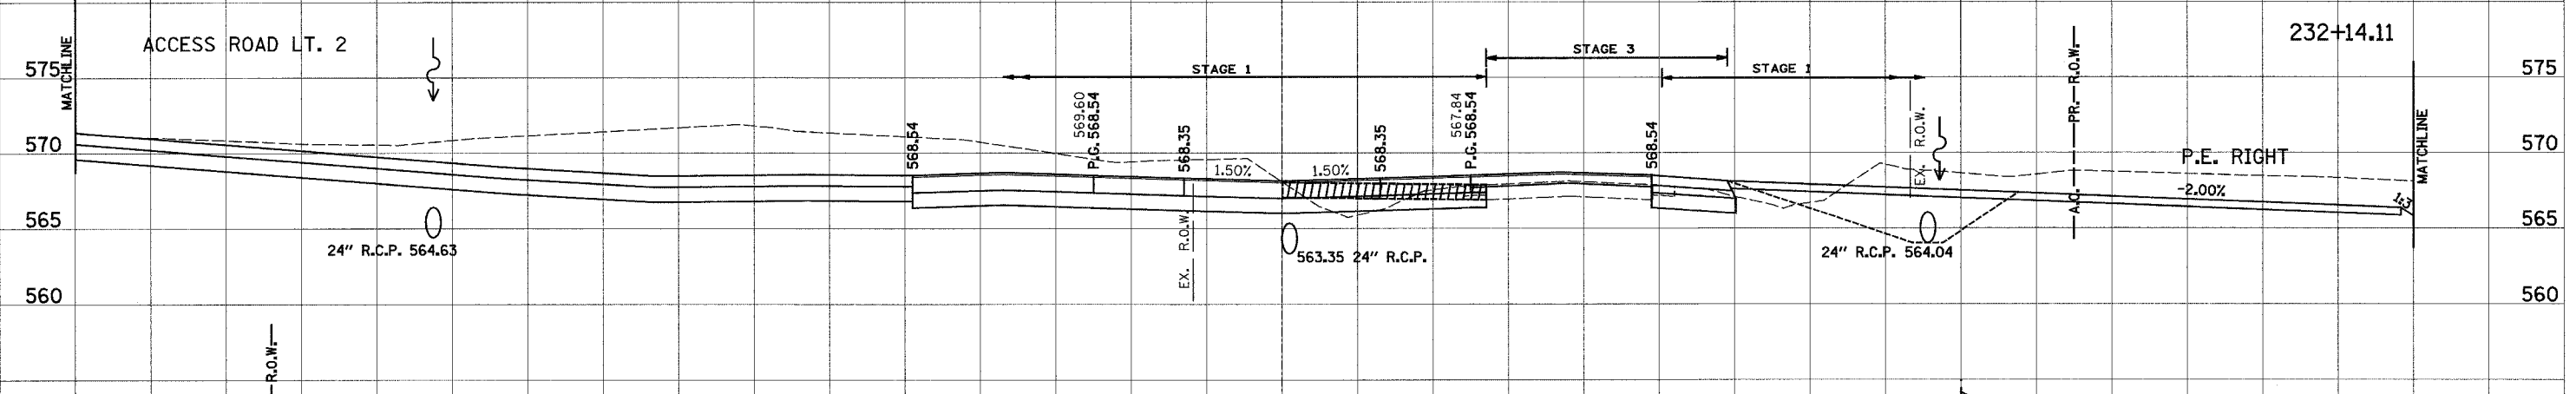 ACCESS ROAD LT. 2
232+14.11
STAGE 3
STAGE 1
STAGE 1
575
575
MATCHLINE
569.60
P.G. 568.54
567.84
P.G. 568.54
EX. R.O.W.
A.C. PR. R.O.W.
MATCHLINE
570
568.54
568.35
1.50%
1.50%
568.35
568.54
P.E. RIGHT
570
-2.00%
1:3
565
565
24" R.C.P. 564.63
EX. R.O.W.
563.35 24" R.C.P.
24" R.C.P. 564.04
560
560
R.O.W.